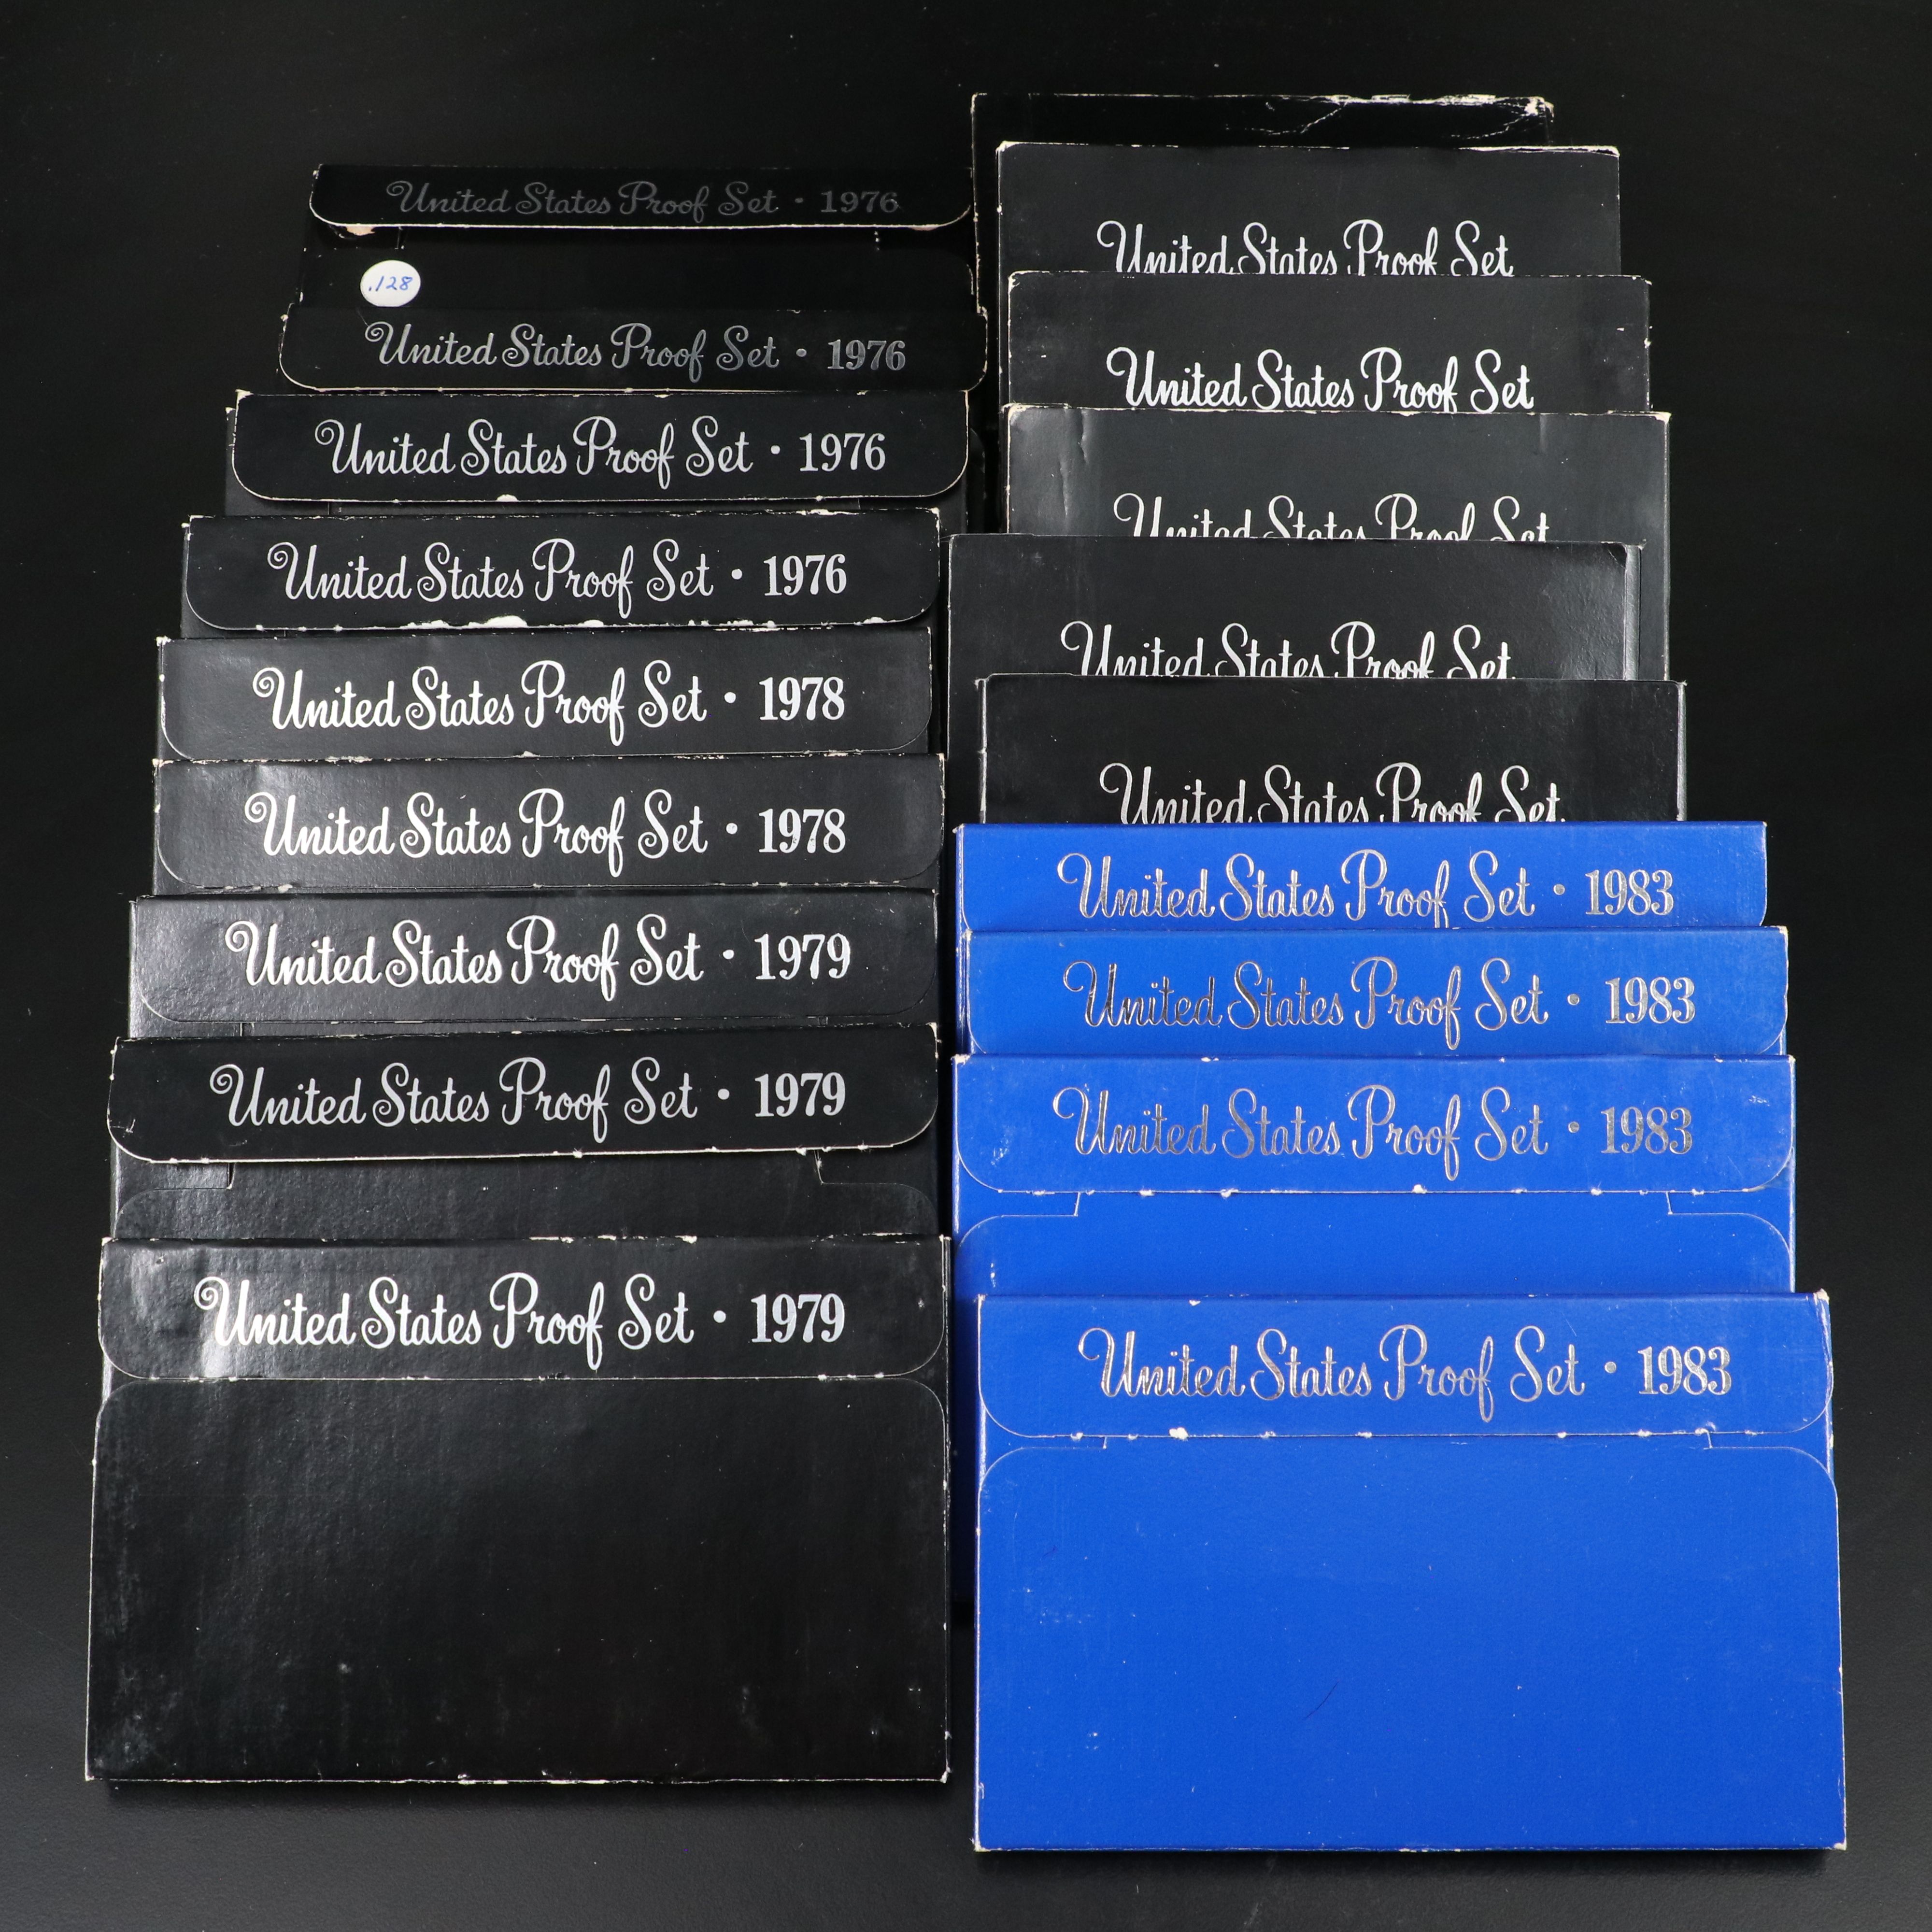 United States Proof Set • 1976
.128
United States Proof Set • 1976
United States Proof Set • 1976
United States Proof Set • 1976
United States Proof Set • 1978
United States Proof Set • 1978
United States Proof Set • 1979
United States Proof Set • 1979
United States Proof Set • 1979
United States Proof Set
United States Proof Set
United States Proof Set
United States Proof Set
United States Proof Set
United States Proof Set • 1983
United States Proof Set • 1983
United States Proof Set • 1983
United States Proof Set • 1983